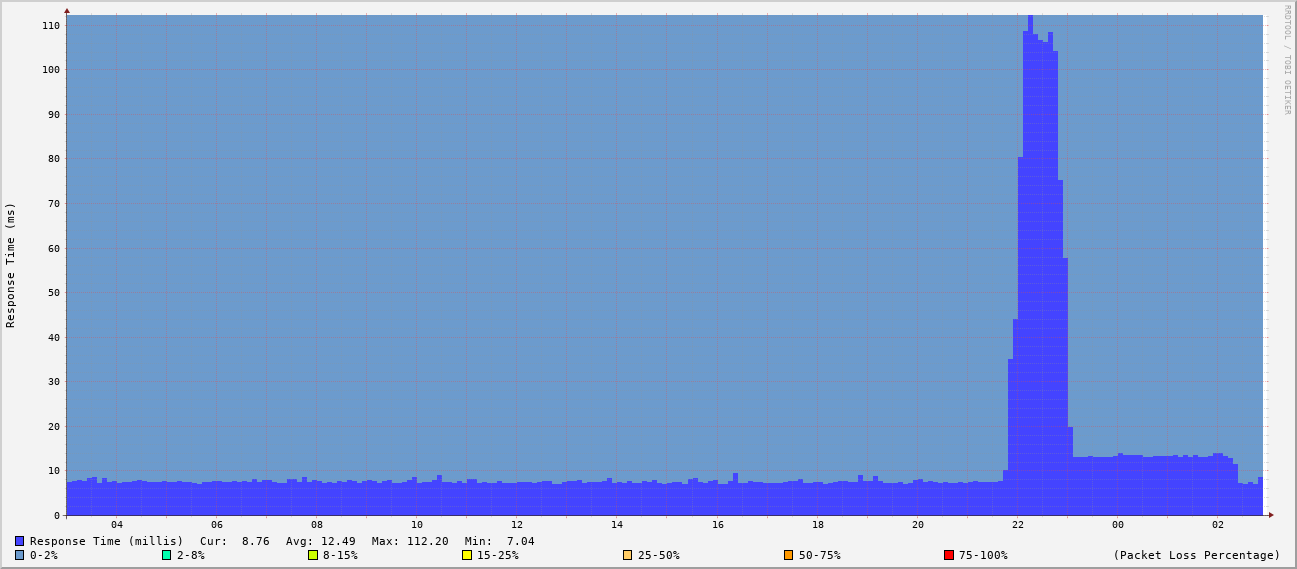 RRDTOOL / TOBI OETIKER
Response Time (ms)
110
100
90
80
70
60
50
40
30
20
10
0
04 06 08 10 12 14 16 18 20 22 00 02
Response Time (millis) Cur: 8.76 Avg: 12.49 Max: 112.20 Min: 7.04
0-2% 2-8% 8-15% 15-25% 25-50% 50-75% 75-100% (Packet Loss Percentage)